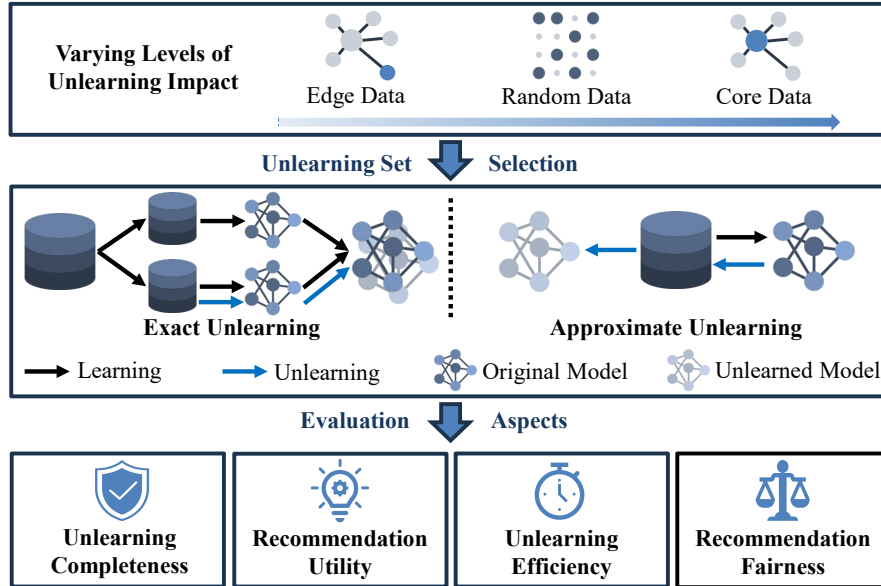 Varying Levels of
Unlearning Impact
Edge Data
Random Data
Core Data
Unlearning Set Selection
Exact Unlearning
Approximate Unlearning
Learning
Unlearning
Original Model
Unlearned Model
Evaluation Aspects
Unlearning
Completeness
Recommendation
Utility
Unlearning
Efficiency
Recommendation
Fairness